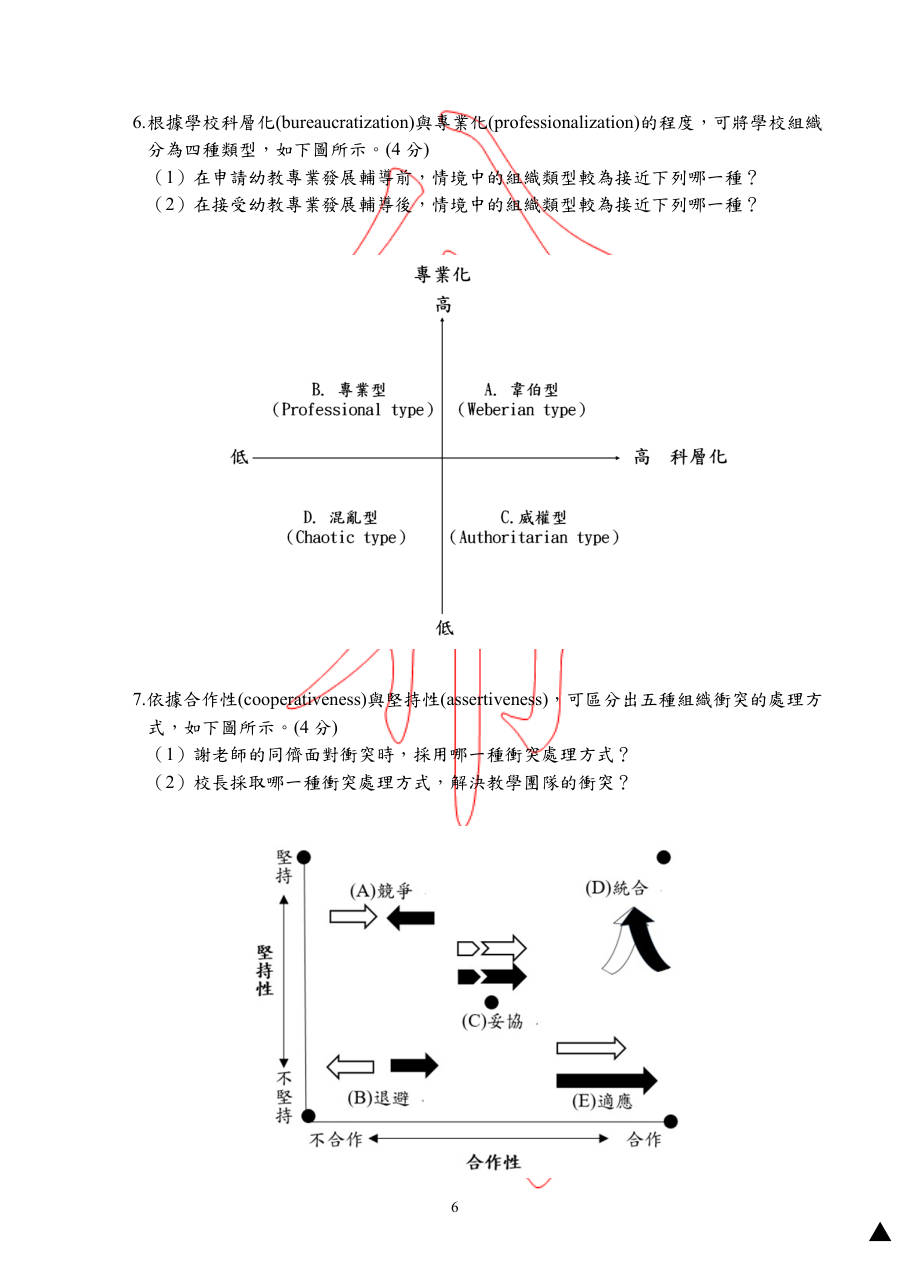 6.根據學校科層化(bureaucratization)與專業化(professionalization)的程度，可將學校組織
分為四種類型，如下圖所示。(4 分)
（1）在申請幼教專業發展輔導前，情境中的組織類型較為接近下列哪一種？
（2）在接受幼教專業發展輔導後，情境中的組織類型較為接近下列哪一種？
專業化
高
B. 專業型
（Professional type）
A. 韋伯型
（Weberian type）
低
高 科層化
D. 混亂型
（Chaotic type）
C.威權型
（Authoritarian type）
低
7.依據合作性(cooperativeness)與堅持性(assertiveness)，可區分出五種組織衝突的處理方
式，如下圖所示。(4 分)
（1）謝老師的同儕面對衝突時，採用哪一種衝突處理方式？
（2）校長採取哪一種衝突處理方式，解決教學團隊的衝突？
堅持
(A)競爭
(D)統合
堅持性
(C)妥協
不堅持
(B)退避
(E)適應
不合作
合作
合作性
6